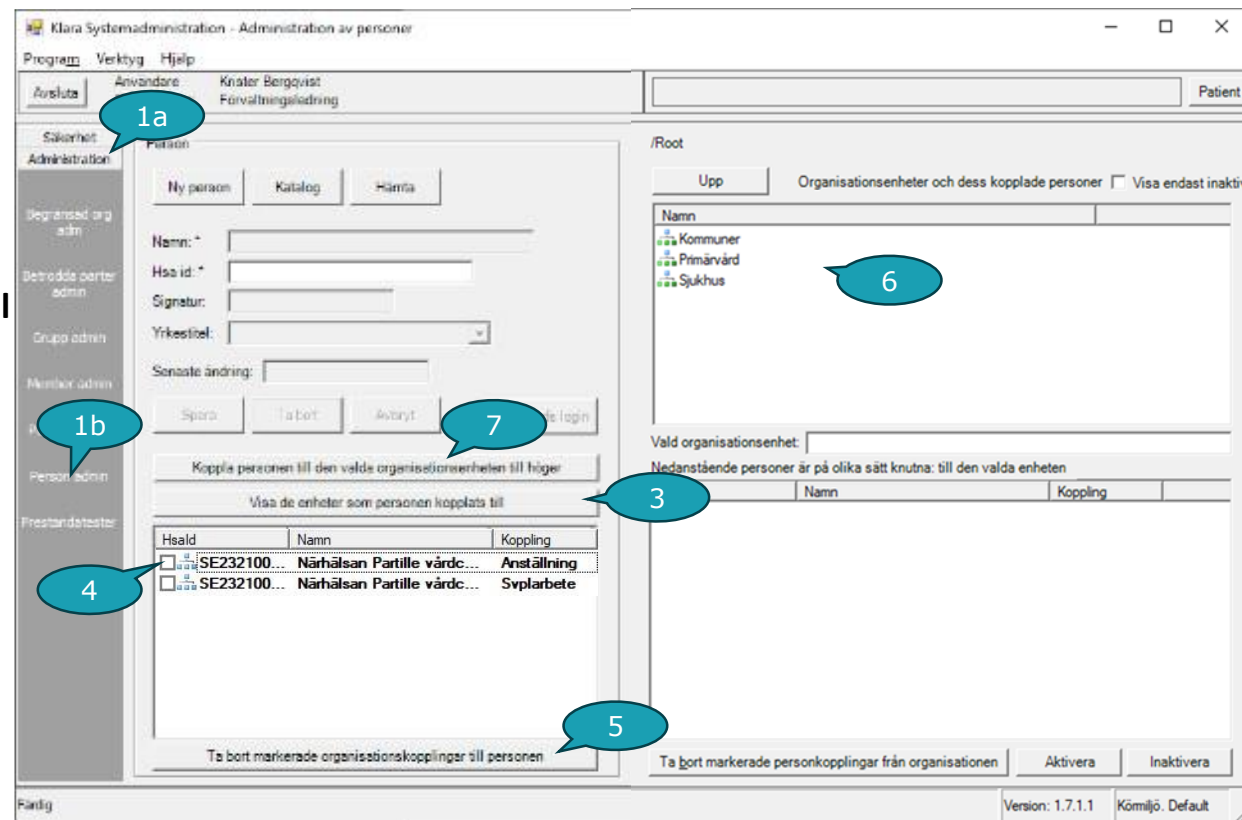 Klara Systemadministration - Administration av personer
Program Verktyg Hjälp
Avsluta
Användare Krister Bergqvist
Förvaltningsledning
Patient
1a
Säkerhet
Administration
Begränsad org adm
Betrodda parter admin
Grupp admin
Member admin
1b
Person admin
Prestandatester
Person
Ny person Katalog Hämta
Namn: *
Hsa id: *
Signatur:
Yrkestitel:
Senaste ändring:
Spara Ta bort Avbryt login
7
Koppla personen till den valda organisationsenheten till höger
Visa de enheter som personen kopplats till
3
HsaId Namn Koppling
SE232100... Närhälsan Partille vårdc... Anställning
SE232100... Närhälsan Partille vårdc... Svplarbete
4
5
Ta bort markerade organisationskopplingar till personen
/Root
Upp Organisationsenheter och dess kopplade personer Visa endast inaktiv
Namn
Kommuner
Primärvård
Sjukhus
6
Vald organisationsenhet:
Nedanstående personer är på olika sätt knutna: till den valda enheten
Namn Koppling
Ta bort markerade personkopplingar från organisationen Aktivera Inaktivera
Färdig
Version: 1.7.1.1 Körmiljö. Default